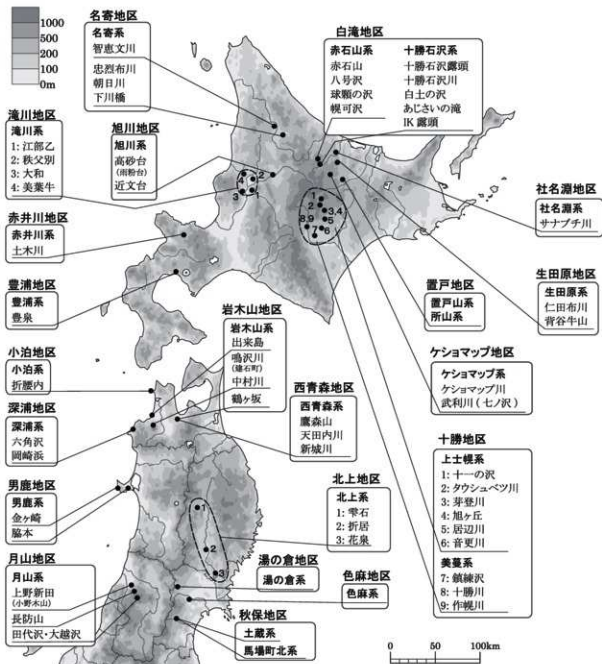 1000
500
200
100
0m
名寄地区
名寄系
智恵文川
忠烈布川
朝日川
下川橋
白滝地区
赤石山系
赤石山
八号沢
球顆の沢
幌可沢
十勝石沢系
十勝石沢露頭
十勝石沢川
白土の沢
あじさいの滝
IK露頭
滝川地区
滝川系
1: 江部乙
2: 秩父別
3: 大和
4: 美葉牛
旭川地区
旭川系
高砂台
(雨粉台)
近文台
4
2
3
1
1
2
3,4
5
8,9
6
7
社名淵地区
社名淵系
サナブチ川
赤井川地区
赤井川系
土木川
生田原地区
生田原系
仁田布川
背谷牛山
置戸地区
置戸山系
所山系
豊浦地区
豊浦系
豊泉
岩木山地区
岩木山系
出来島
鳴沢川
(建石町)
中村川
鶴ヶ坂
ケショマップ地区
ケショマップ系
ケショマップ川
武利川(七ノ沢)
小泊地区
小泊系
折腰内
西青森地区
西青森系
鷹森山
天田内川
新城川
深浦地区
深浦系
六角沢
岡崎浜
十勝地区
上士幌系
1: 十一の沢
2: タウシュベツ川
3: 芽登川
4: 旭ヶ丘
5: 居辺川
6: 音更川
美蔓系
7: 鎮練沢
8: 十勝川
9: 作幌川
男鹿地区
男鹿系
金ヶ崎
脇本
北上地区
北上系
1: 雫石
2: 折居
3: 花泉
1
2
3
月山地区
月山系
上野新田
(小野木山)
長防山
田代沢・大越沢
湯の倉地区
湯の倉系
色麻地区
色麻系
秋保地区
土蔵系
馬場町北系
0
100km